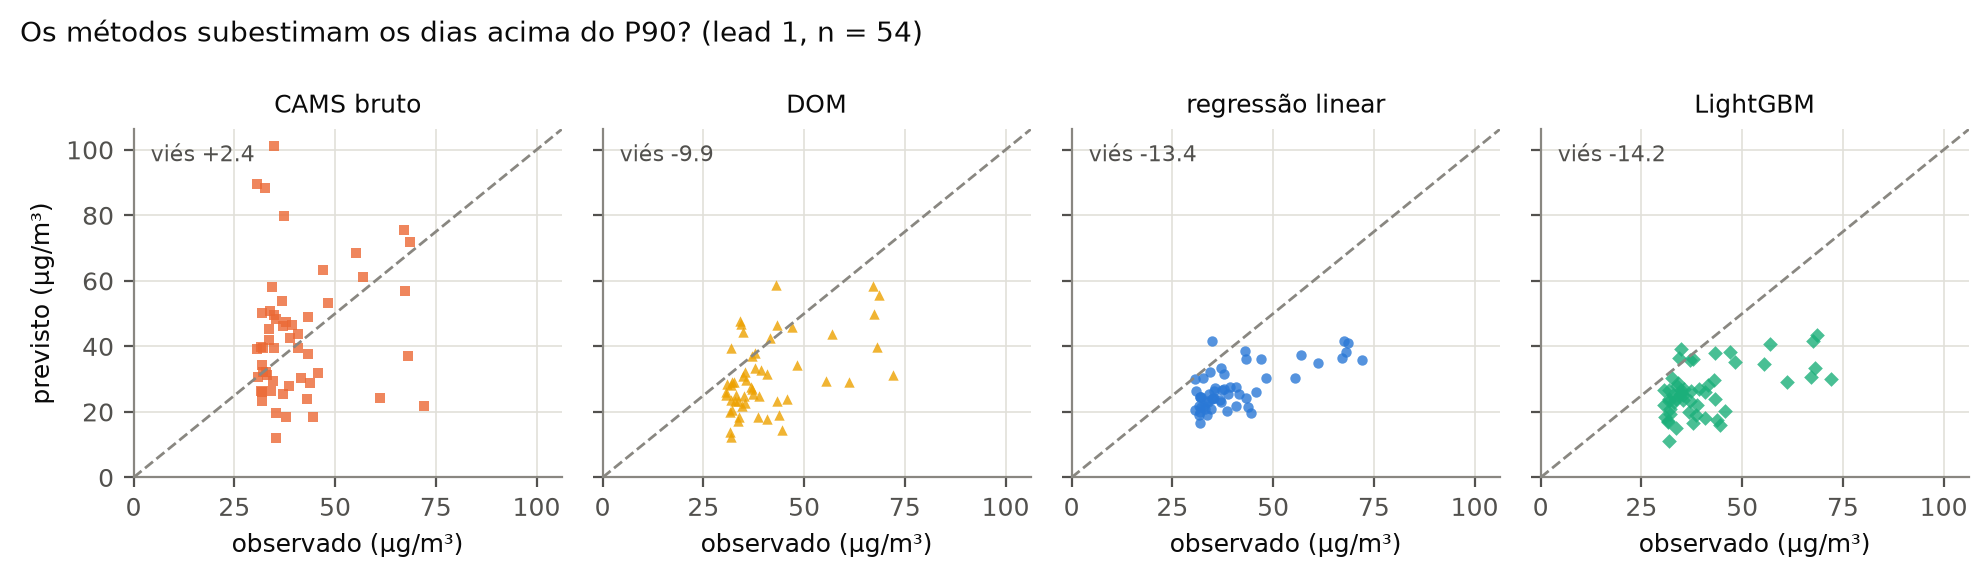 Os métodos subestimam os dias acima do P90? (lead 1, n = 54)
CAMS bruto
DOM
regressão linear
LightGBM
viés +2.4
viés -9.9
viés -13.4
viés -14.2
previsto (µg/m³)
100
80
60
40
20
0
0 25 50 75 100
0 25 50 75 100
0 25 50 75 100
0 25 50 75 100
observado (µg/m³)
observado (µg/m³)
observado (µg/m³)
observado (µg/m³)